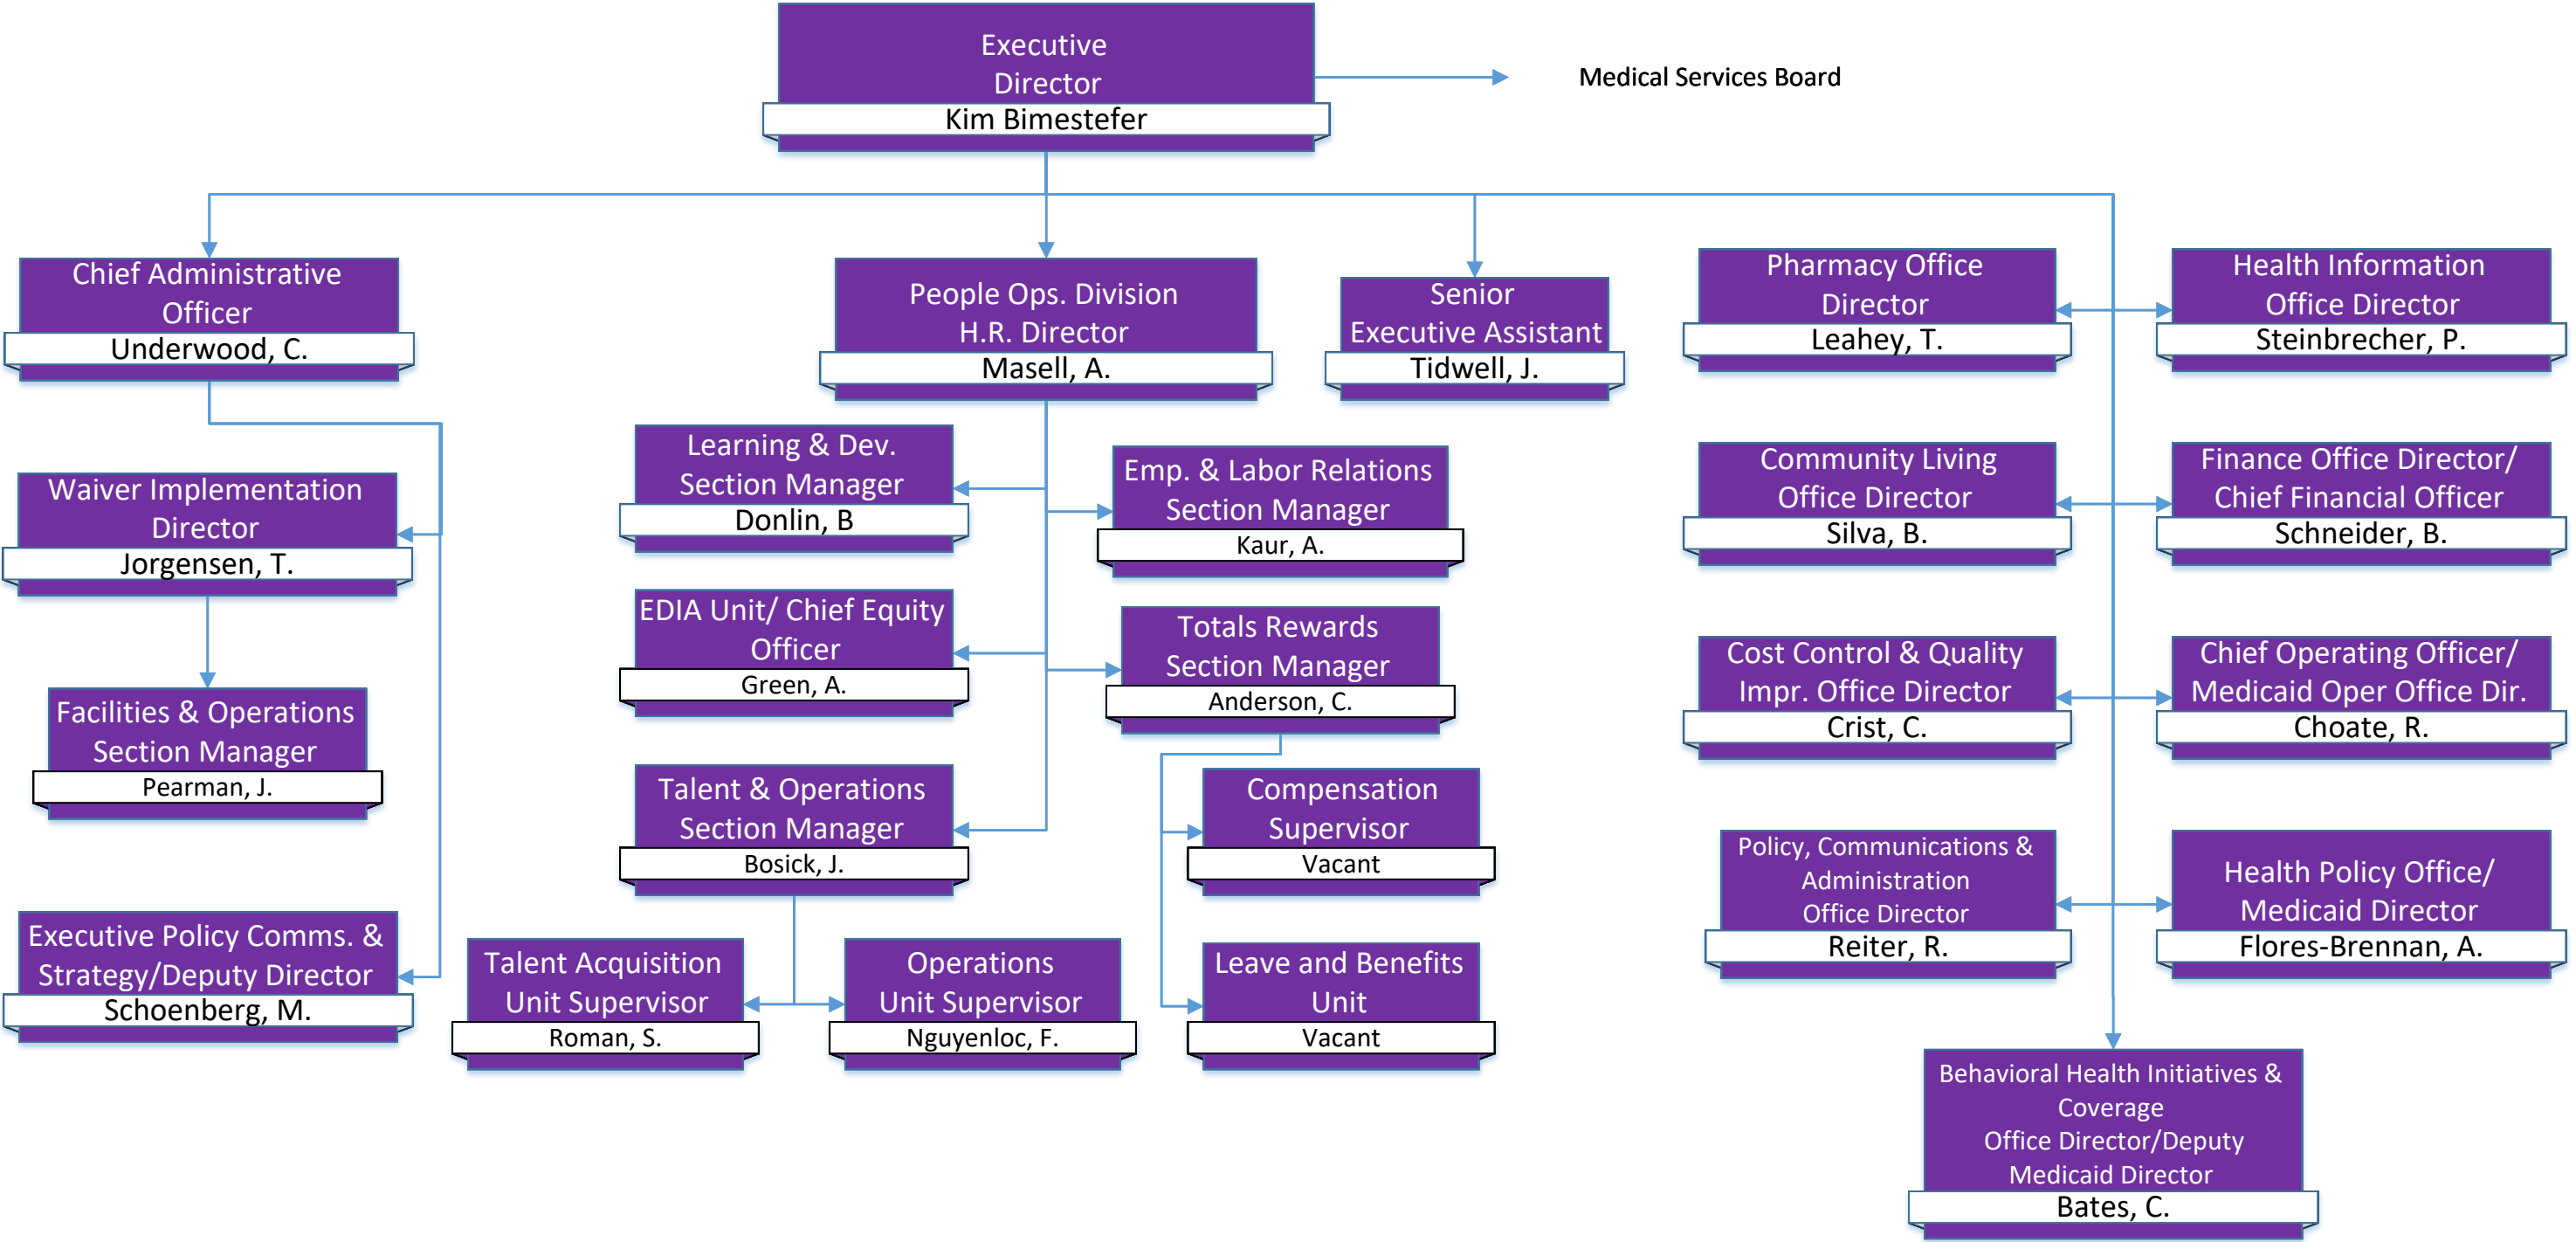 Executive
Director
Kim Bimestefer
Medical Services Board
Chief Administrative
Officer
Underwood, C.
People Ops. Division
H.R. Director
Masell, A.
Senior
Executive Assistant
Tidwell, J.
Pharmacy Office
Director
Leahey, T.
Health Information
Office Director
Steinbrecher, P.
Waiver Implementation
Director
Jorgensen, T.
Learning & Dev.
Section Manager
Donlin, B
Emp. & Labor Relations
Section Manager
Kaur, A.
Community Living
Office Director
Silva, B.
Finance Office Director/
Chief Financial Officer
Schneider, B.
EDIA Unit/ Chief Equity
Officer
Green, A.
Totals Rewards
Section Manager
Anderson, C.
Cost Control & Quality
Impr. Office Director
Crist, C.
Chief Operating Officer/
Medicaid Oper Office Dir.
Choate, R.
Facilities & Operations
Section Manager
Pearman, J.
Talent & Operations
Section Manager
Bosick, J.
Compensation
Supervisor
Vacant
Policy, Communications &
Administration
Office Director
Reiter, R.
Health Policy Office/
Medicaid Director
Flores-Brennan, A.
Executive Policy Comms. &
Strategy/Deputy Director
Schoenberg, M.
Talent Acquisition
Unit Supervisor
Roman, S.
Operations
Unit Supervisor
Nguyenloc, F.
Leave and Benefits
Unit
Vacant
Behavioral Health Initiatives &
Coverage
Office Director/Deputy
Medicaid Director
Bates, C.